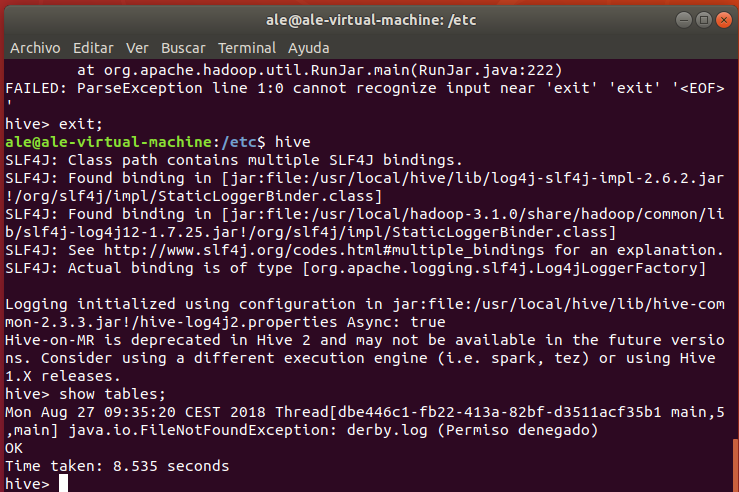 ale@ale-virtual-machine: /etc
Archivo Editar Ver Buscar Terminal Ayuda
        at org.apache.hadoop.util.RunJar.main(RunJar.java:222)
FAILED: ParseException line 1:0 cannot recognize input near 'exit' 'exit' '<EOF>
'
hive> exit;
ale@ale-virtual-machine:/etc$ hive
SLF4J: Class path contains multiple SLF4J bindings.
SLF4J: Found binding in [jar:file:/usr/local/hive/lib/log4j-slf4j-impl-2.6.2.jar
!/org/slf4j/impl/StaticLoggerBinder.class]
SLF4J: Found binding in [jar:file:/usr/local/hadoop-3.1.0/share/hadoop/common/li
b/slf4j-log4j12-1.7.25.jar!/org/slf4j/impl/StaticLoggerBinder.class]
SLF4J: See http://www.slf4j.org/codes.html#multiple_bindings for an explanation.
SLF4J: Actual binding is of type [org.apache.logging.slf4j.Log4jLoggerFactory]

Logging initialized using configuration in jar:file:/usr/local/hive/lib/hive-com
mon-2.3.3.jar!/hive-log4j2.properties Async: true
Hive-on-MR is deprecated in Hive 2 and may not be available in the future versio
ns. Consider using a different execution engine (i.e. spark, tez) or using Hive
1.X releases.
hive> show tables;
Mon Aug 27 09:35:20 CEST 2018 Thread[dbe446c1-fb22-413a-82bf-d3511acf35b1 main,5
,main] java.io.FileNotFoundException: derby.log (Permiso denegado)
OK
Time taken: 8.535 seconds
hive>